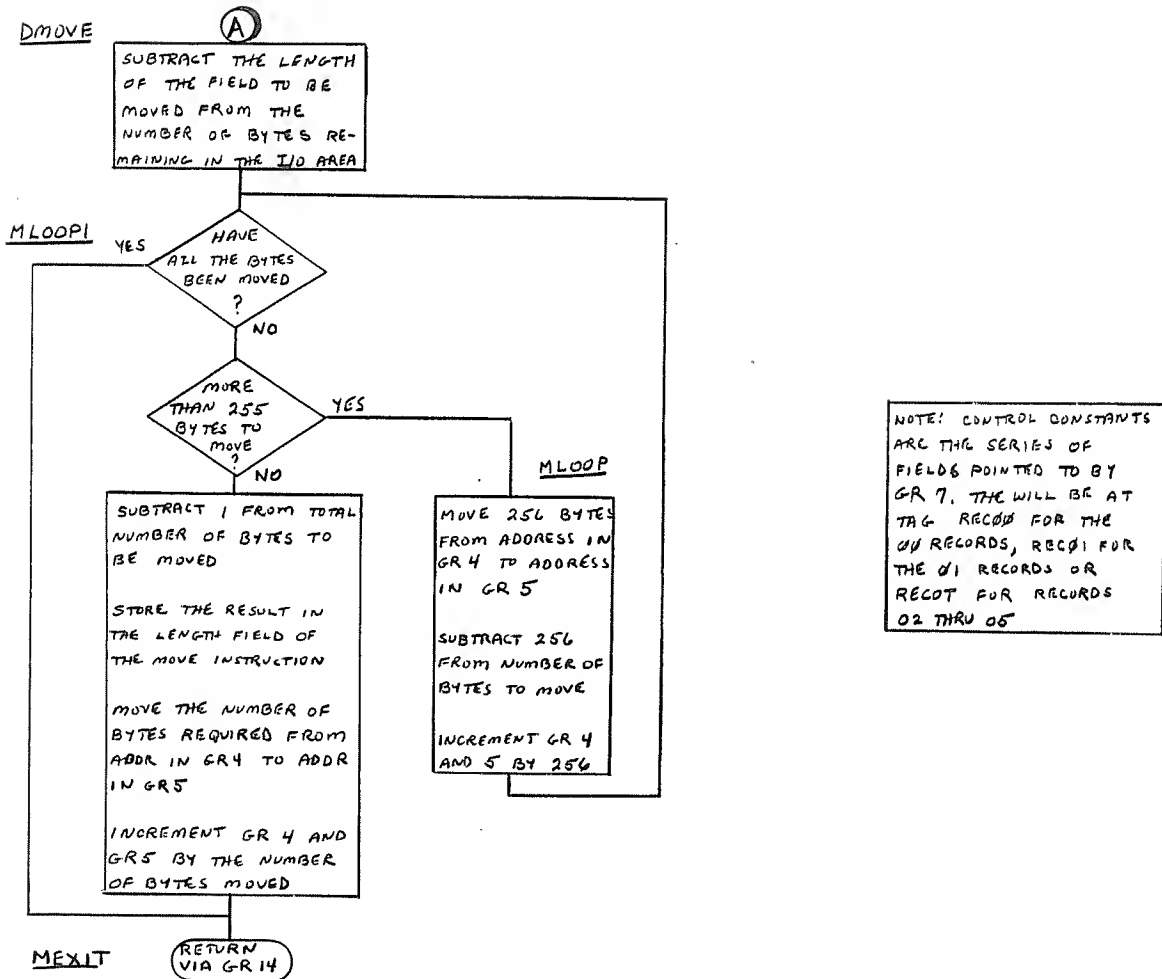 DMOVE
A
SUBTRACT THE LENGTH
OF THE FIELD TO BE
MOVED FROM THE
NUMBER OF BYTES RE-
MAINING IN THE I/O AREA
MLOOP1
YES
HAVE
ALL THE BYTES
BEEN MOVED
?
NO
MORE
THAN 255
BYTES TO
MOVE
?
YES
NO
SUBTRACT 1 FROM TOTAL
NUMBER OF BYTES TO
BE MOVED
STORE THE RESULT IN
THE LENGTH FIELD OF
THE MOVE INSTRUCTION
MOVE THE NUMBER OF
BYTES REQUIRED FROM
ADDR IN GR4 TO ADDR
IN GR5
INCREMENT GR 4 AND
GR5 BY THE NUMBER
OF BYTES MOVED
MLOOP
MOVE 256 BYTES
FROM ADDRESS IN
GR 4 TO ADDRESS
IN GR 5
SUBTRACT 256
FROM NUMBER OF
BYTES TO MOVE
INCREMENT GR 4
AND 5 BY 256
NOTE: CONTROL CONSTANTS
ARE THE SERIES OF
FIELDS POINTED TO BY
GR 7. THE WILL BE AT
TAG RECØØ FOR THE
ØØ RECORDS, RECØ1 FOR
THE Ø1 RECORDS OR
RECOT FOR RECORDS
02 THRU 05
MEXIT
RETURN
VIA GR 14